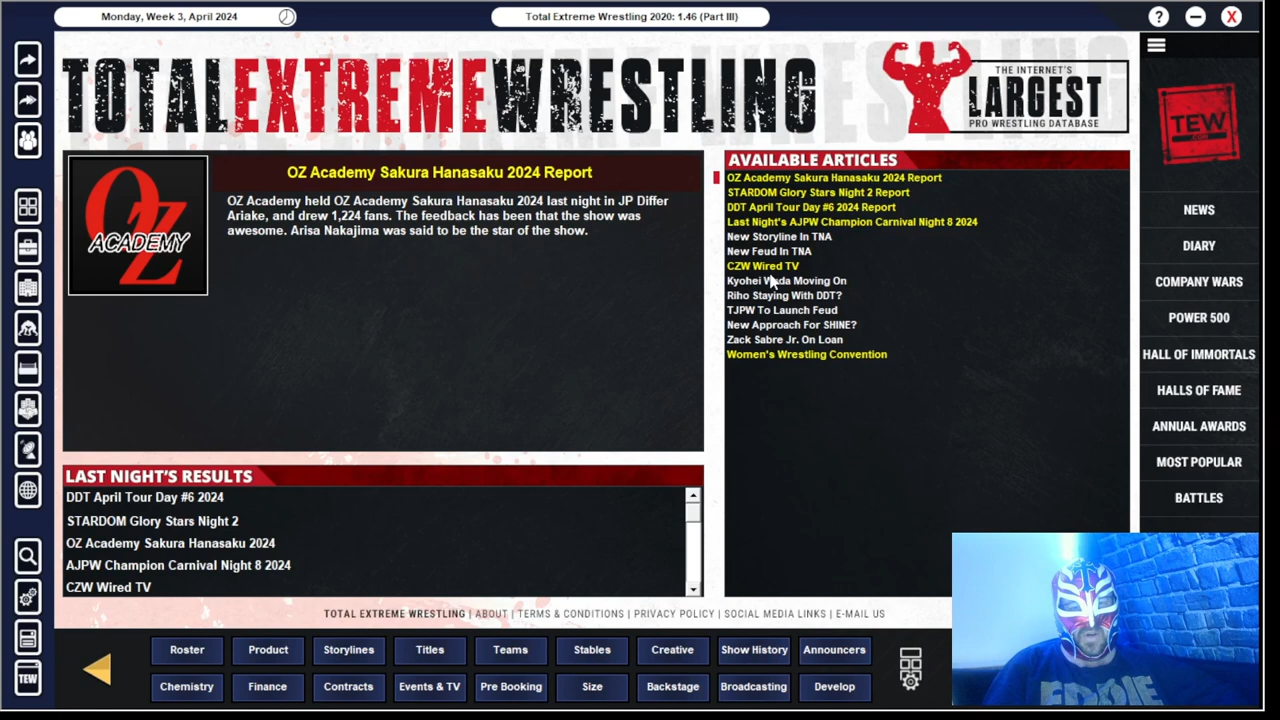 Monday, Week 3, April 2024
Total Extreme Wrestling 2020: 1.46 (Part III)
?
X
TOTALEXTREMEWRESTLING
THE INTERNET'S
LARGEST
PRO WRESTLING DATABASE
TEW
.COM
OZ
ACADEMY
OZ Academy Sakura Hanasaku 2024 Report
OZ Academy held OZ Academy Sakura Hanasaku 2024 last night in JP Differ
Ariake, and drew 1,224 fans. The feedback has been that the show was
awesome. Arisa Nakajima was said to be the star of the show.
AVAILABLE ARTICLES
OZ Academy Sakura Hanasaku 2024 Report
STARDOM Glory Stars Night 2 Report
DDT April Tour Day #6 2024 Report
Last Night's AJPW Champion Carnival Night 8 2024
New Storyline In TNA
New Feud In TNA
CZW Wired TV
Kyohei Wada Moving On
Riho Staying With DDT?
TJPW To Launch Feud
New Approach For SHINE?
Zack Sabre Jr. On Loan
Women's Wrestling Convention
NEWS
DIARY
COMPANY WARS
POWER 500
HALL OF IMMORTALS
HALLS OF FAME
ANNUAL AWARDS
MOST POPULAR
BATTLES
LAST NIGHT'S RESULTS
DDT April Tour Day #6 2024
STARDOM Glory Stars Night 2
OZ Academy Sakura Hanasaku 2024
AJPW Champion Carnival Night 8 2024
CZW Wired TV
TOTAL EXTREME WRESTLING | ABOUT | TERMS & CONDITIONS | PRIVACY POLICY | SOCIAL MEDIA LINKS | E-MAIL US
TEW
Roster
Product
Storylines
Titles
Teams
Stables
Creative
Show History
Announcers
Chemistry
Finance
Contracts
Events & TV
Pre Booking
Size
Backstage
Broadcasting
Develop
EDDIE